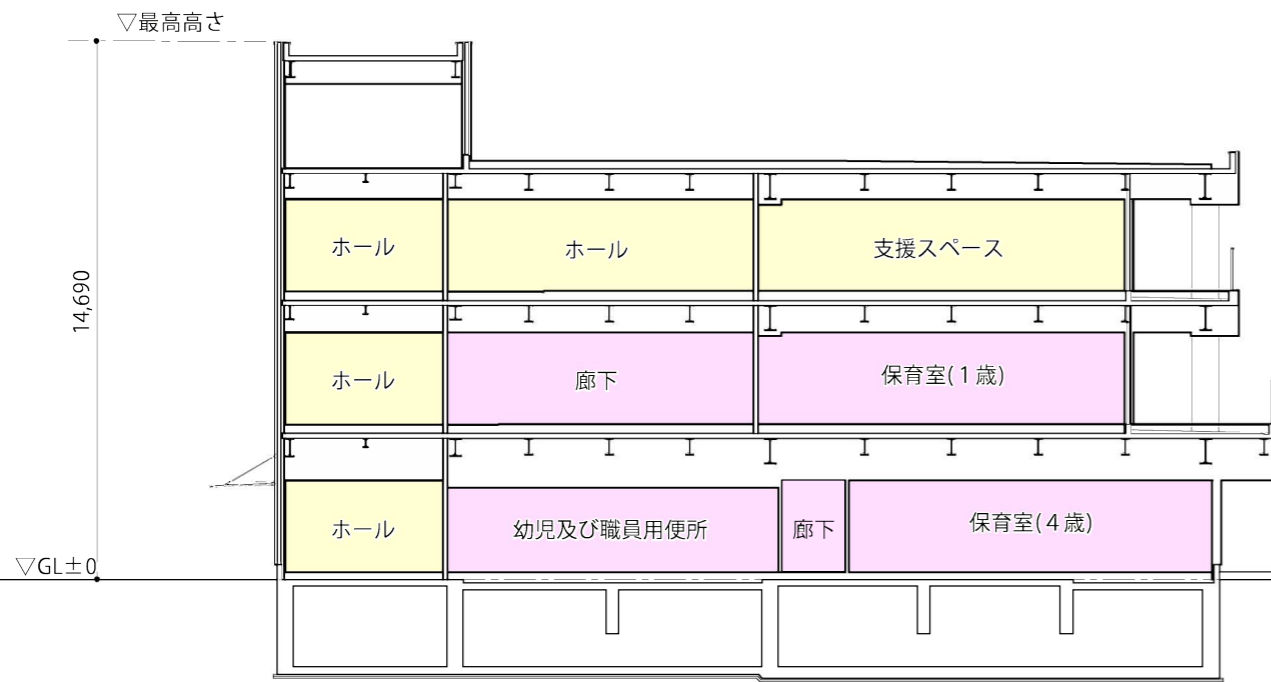 ▽最高高さ
14,690
ホール
ホール
支援スペース
ホール
廊下
保育室(１歳)
ホール
幼児及び職員用便所
廊下
保育室(４歳)
▽GL±0